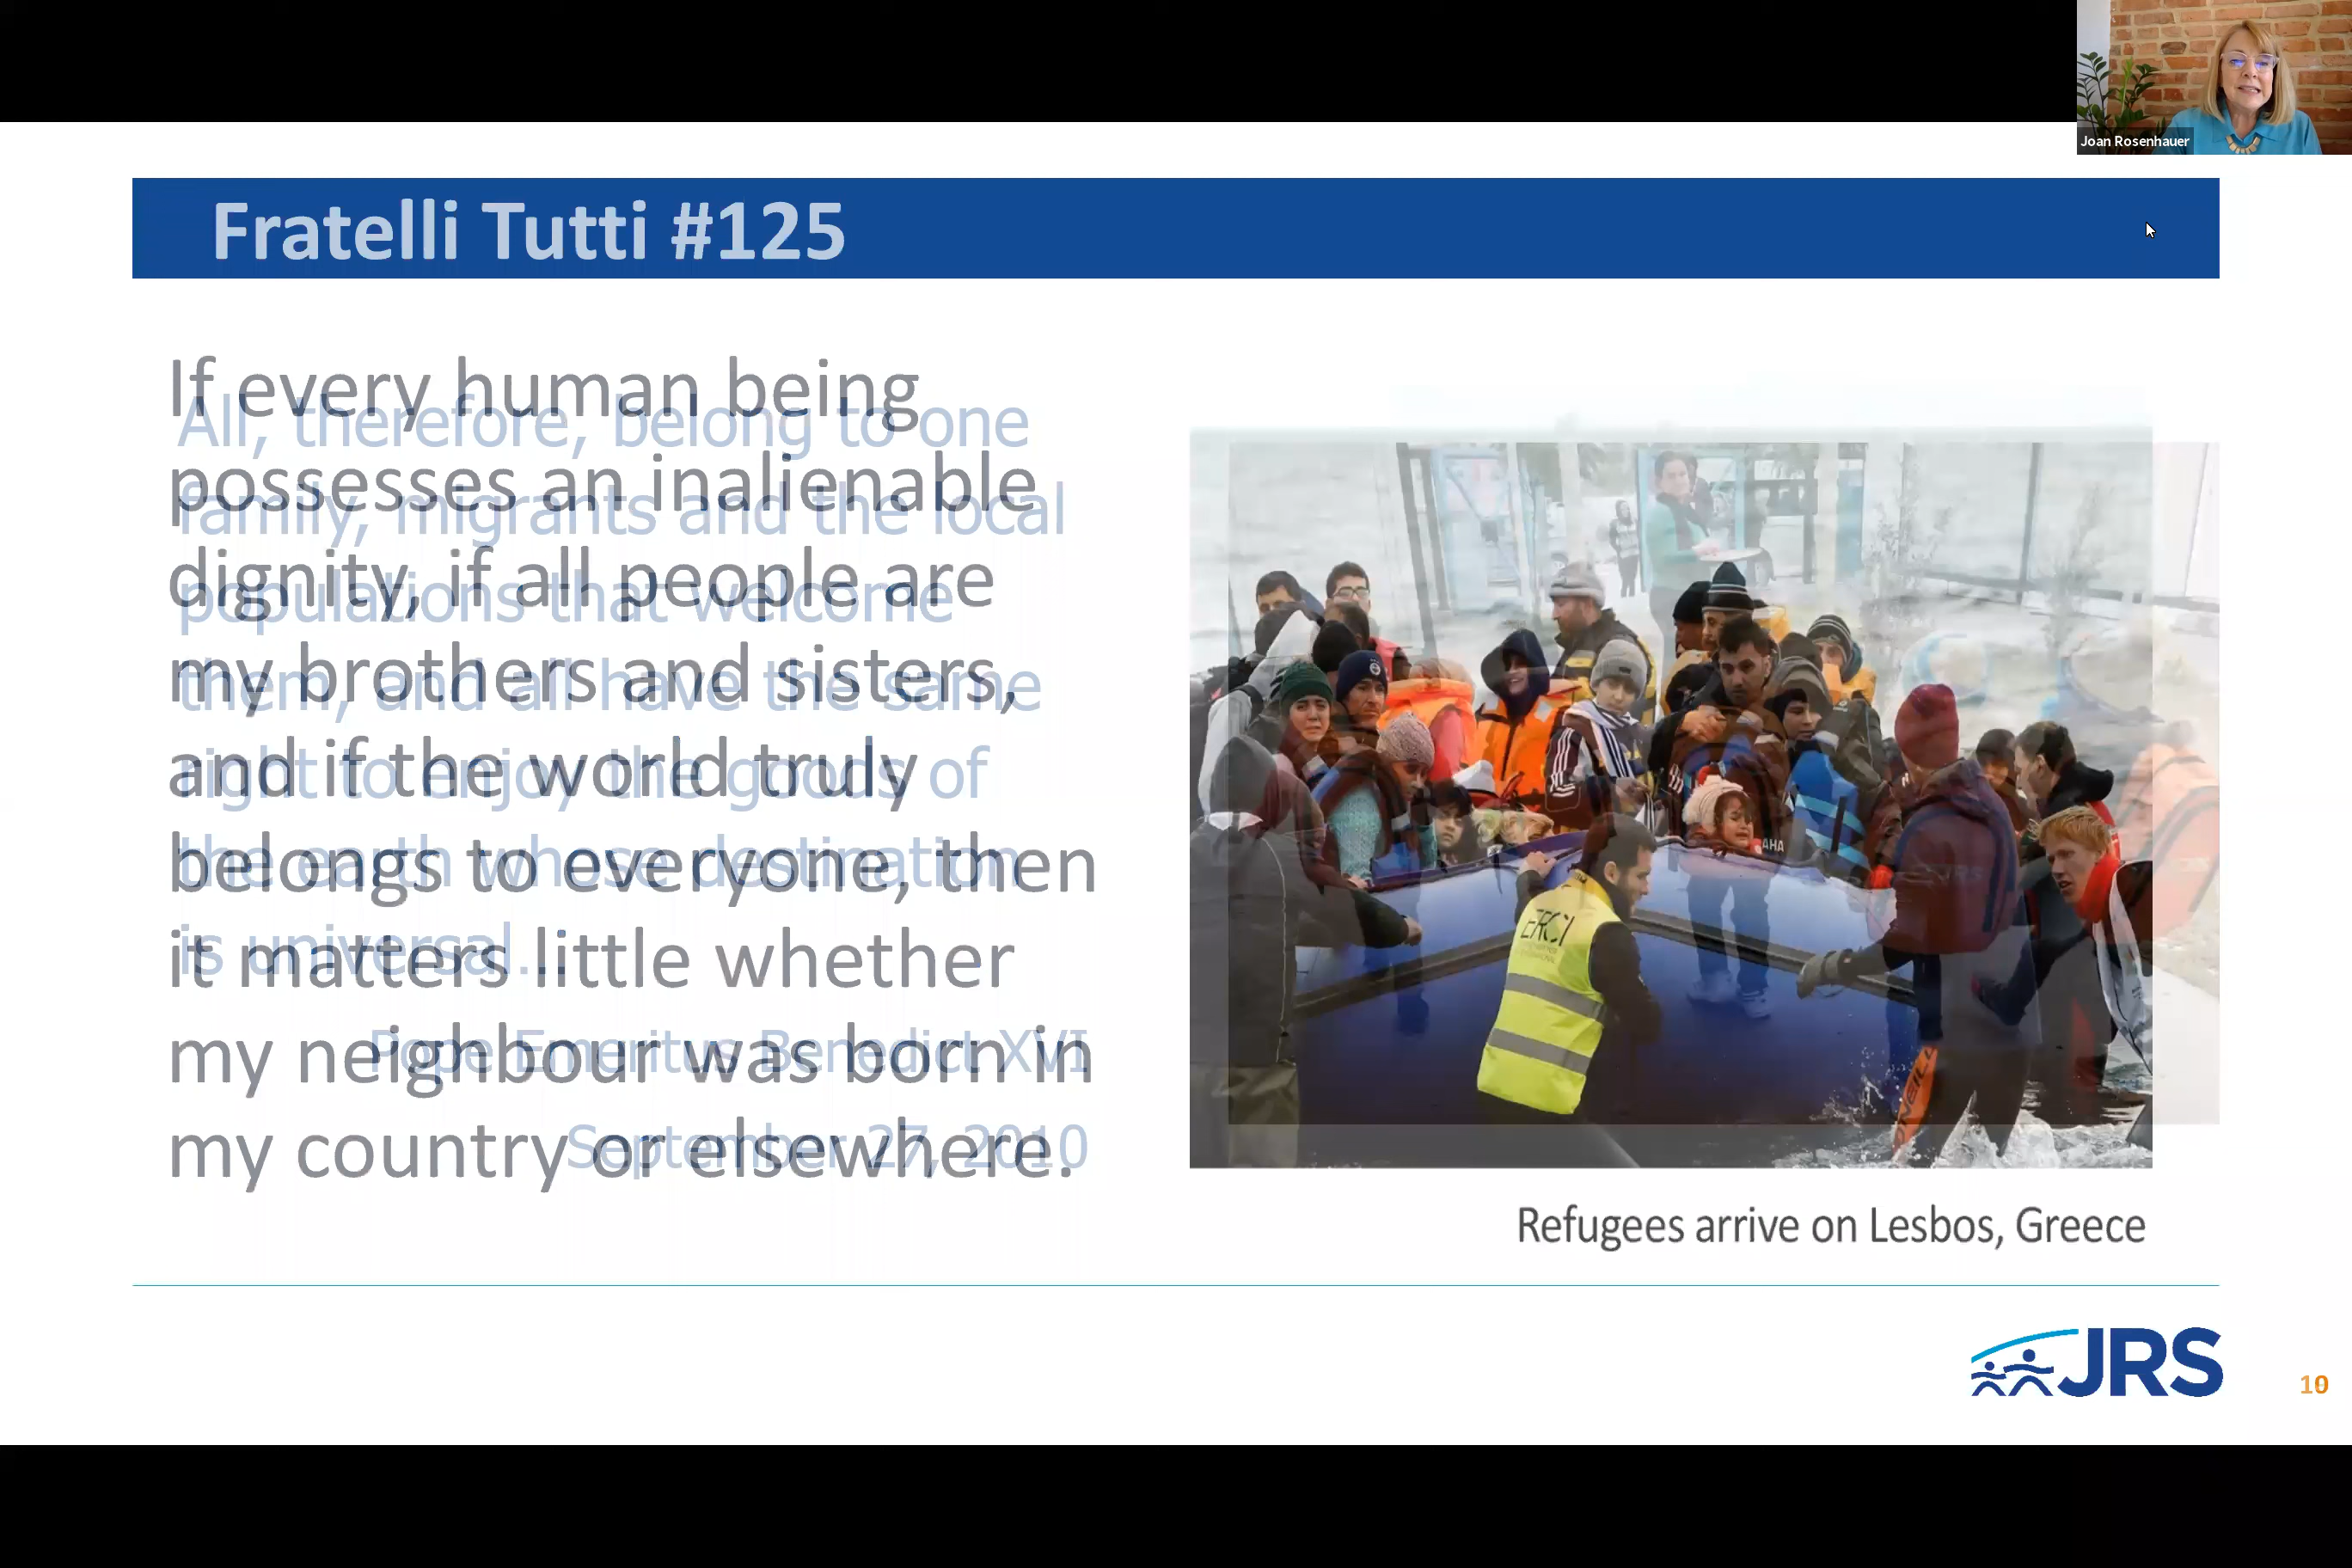 Joan Rosenhauer
Fratelli Tutti #125
If every human being
possesses an inalienable
dignity, if all people are
my brothers and sisters,
and if the world truly
belongs to everyone, then
it matters little whether
my neighbour was born in
my country or elsewhere.
All, therefore, belong to one
family, migrants and the local
populations that welcome
them, and all have the same
right to enjoy the goods of
the earth whose destination
is universal...
Pope Emeritus Benedict XVI
September 27, 2010
AHA
ERCI
O'NEILL
Refugees arrive on Lesbos, Greece
JRS
10